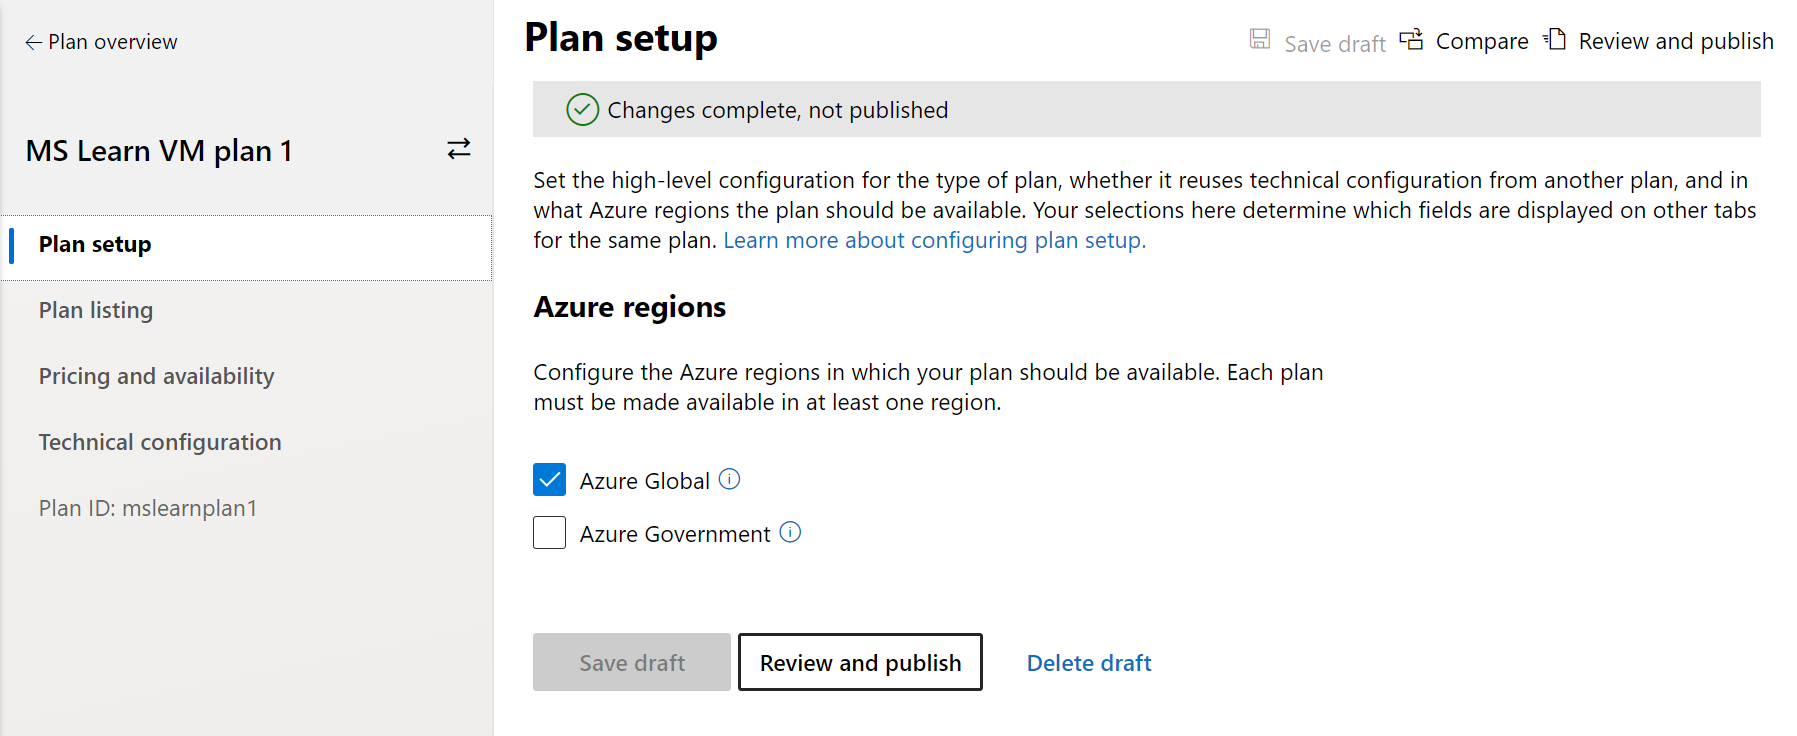 Plan overview
MS Learn VM plan 1
Plan setup
Plan listing
Pricing and availability
Technical configuration
Plan ID: mslearnplan1
Plan setup
Save draft
Compare
Review and publish
Changes complete, not published
Set the high-level configuration for the type of plan, whether it reuses technical configuration from another plan, and in
what Azure regions the plan should be available. Your selections here determine which fields are displayed on other tabs
for the same plan. Learn more about configuring plan setup.
Azure regions
Configure the Azure regions in which your plan should be available. Each plan
must be made available in at least one region.
Azure Global
Azure Government
Save draft
Review and publish
Delete draft